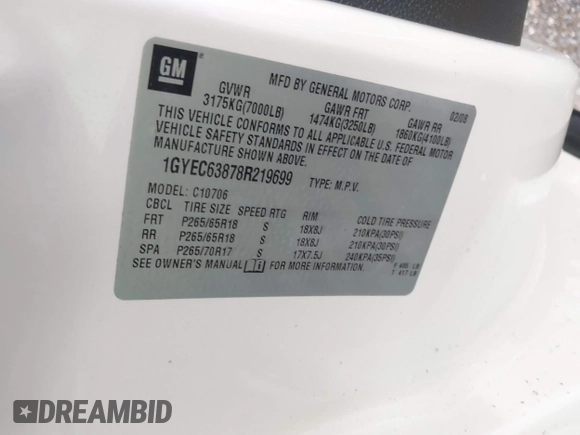 GM
MFD BY GENERAL MOTORS CORP.
02/08
GVWR GAWR FRT GAWR RR
3175KG(7000LB) 1474KG(3250LB) 1860KG(4100LB)
THIS VEHICLE CONFORMS TO ALL APPLICABLE U.S. FEDERAL MOTOR
VEHICLE SAFETY STANDARDS IN EFFECT ON THE DATE OF
MANUFACTURE SHOWN ABOVE.
1GYEC63878R219699 TYPE: M.P.V.
MODEL: C10706
CBCL TIRE SIZE SPEED RTG RIM COLD TIRE PRESSURE
FRT P265/65R18 S 18X8J 210KPA(30PSI)
RR P265/65R18 S 18X8J 210KPA(30PSI)
SPA P265/70R17 S 17X7.5J 240KPA(35PSI)
SEE OWNER'S MANUAL i FOR MORE INFORMATION
DREAMBID